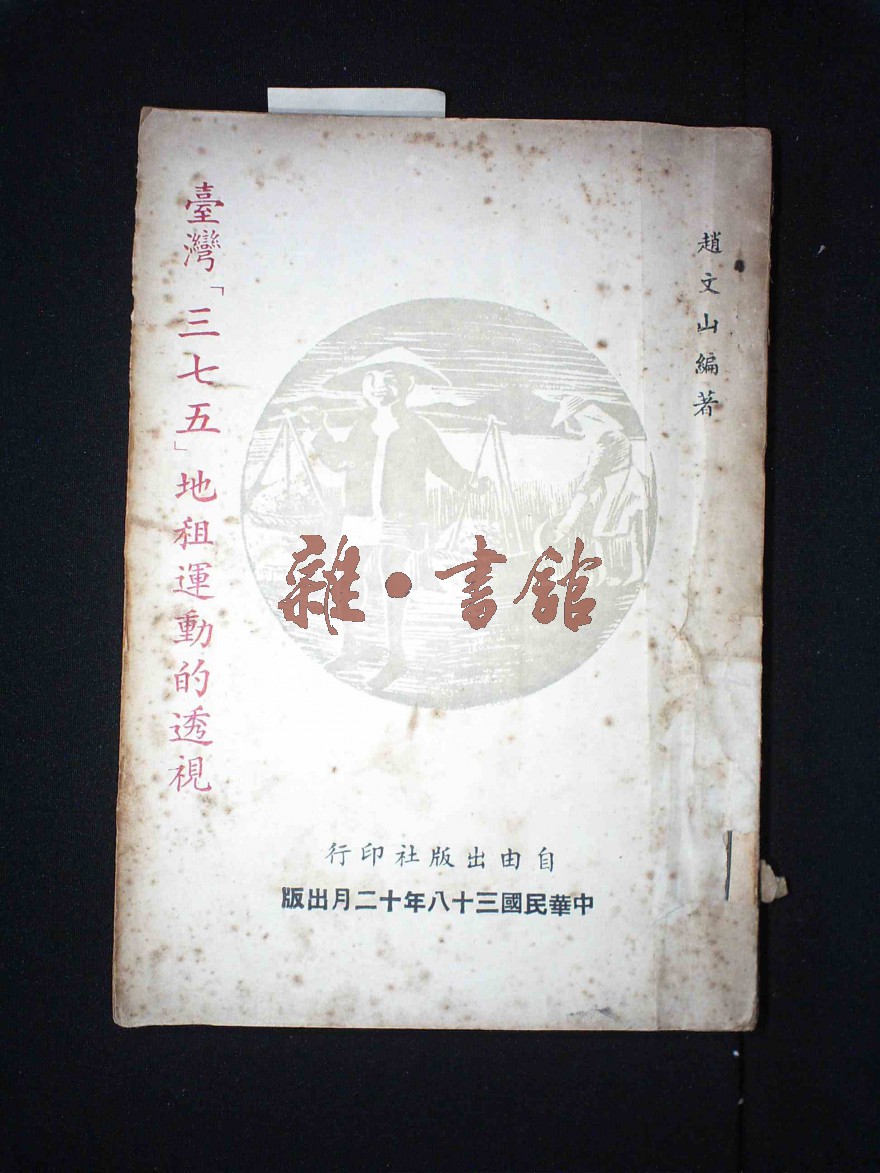 趙文山編著
臺灣「三七五」地租運動的透視
雜·書館
自由出版社印行
中華民國三十八年十二月出版